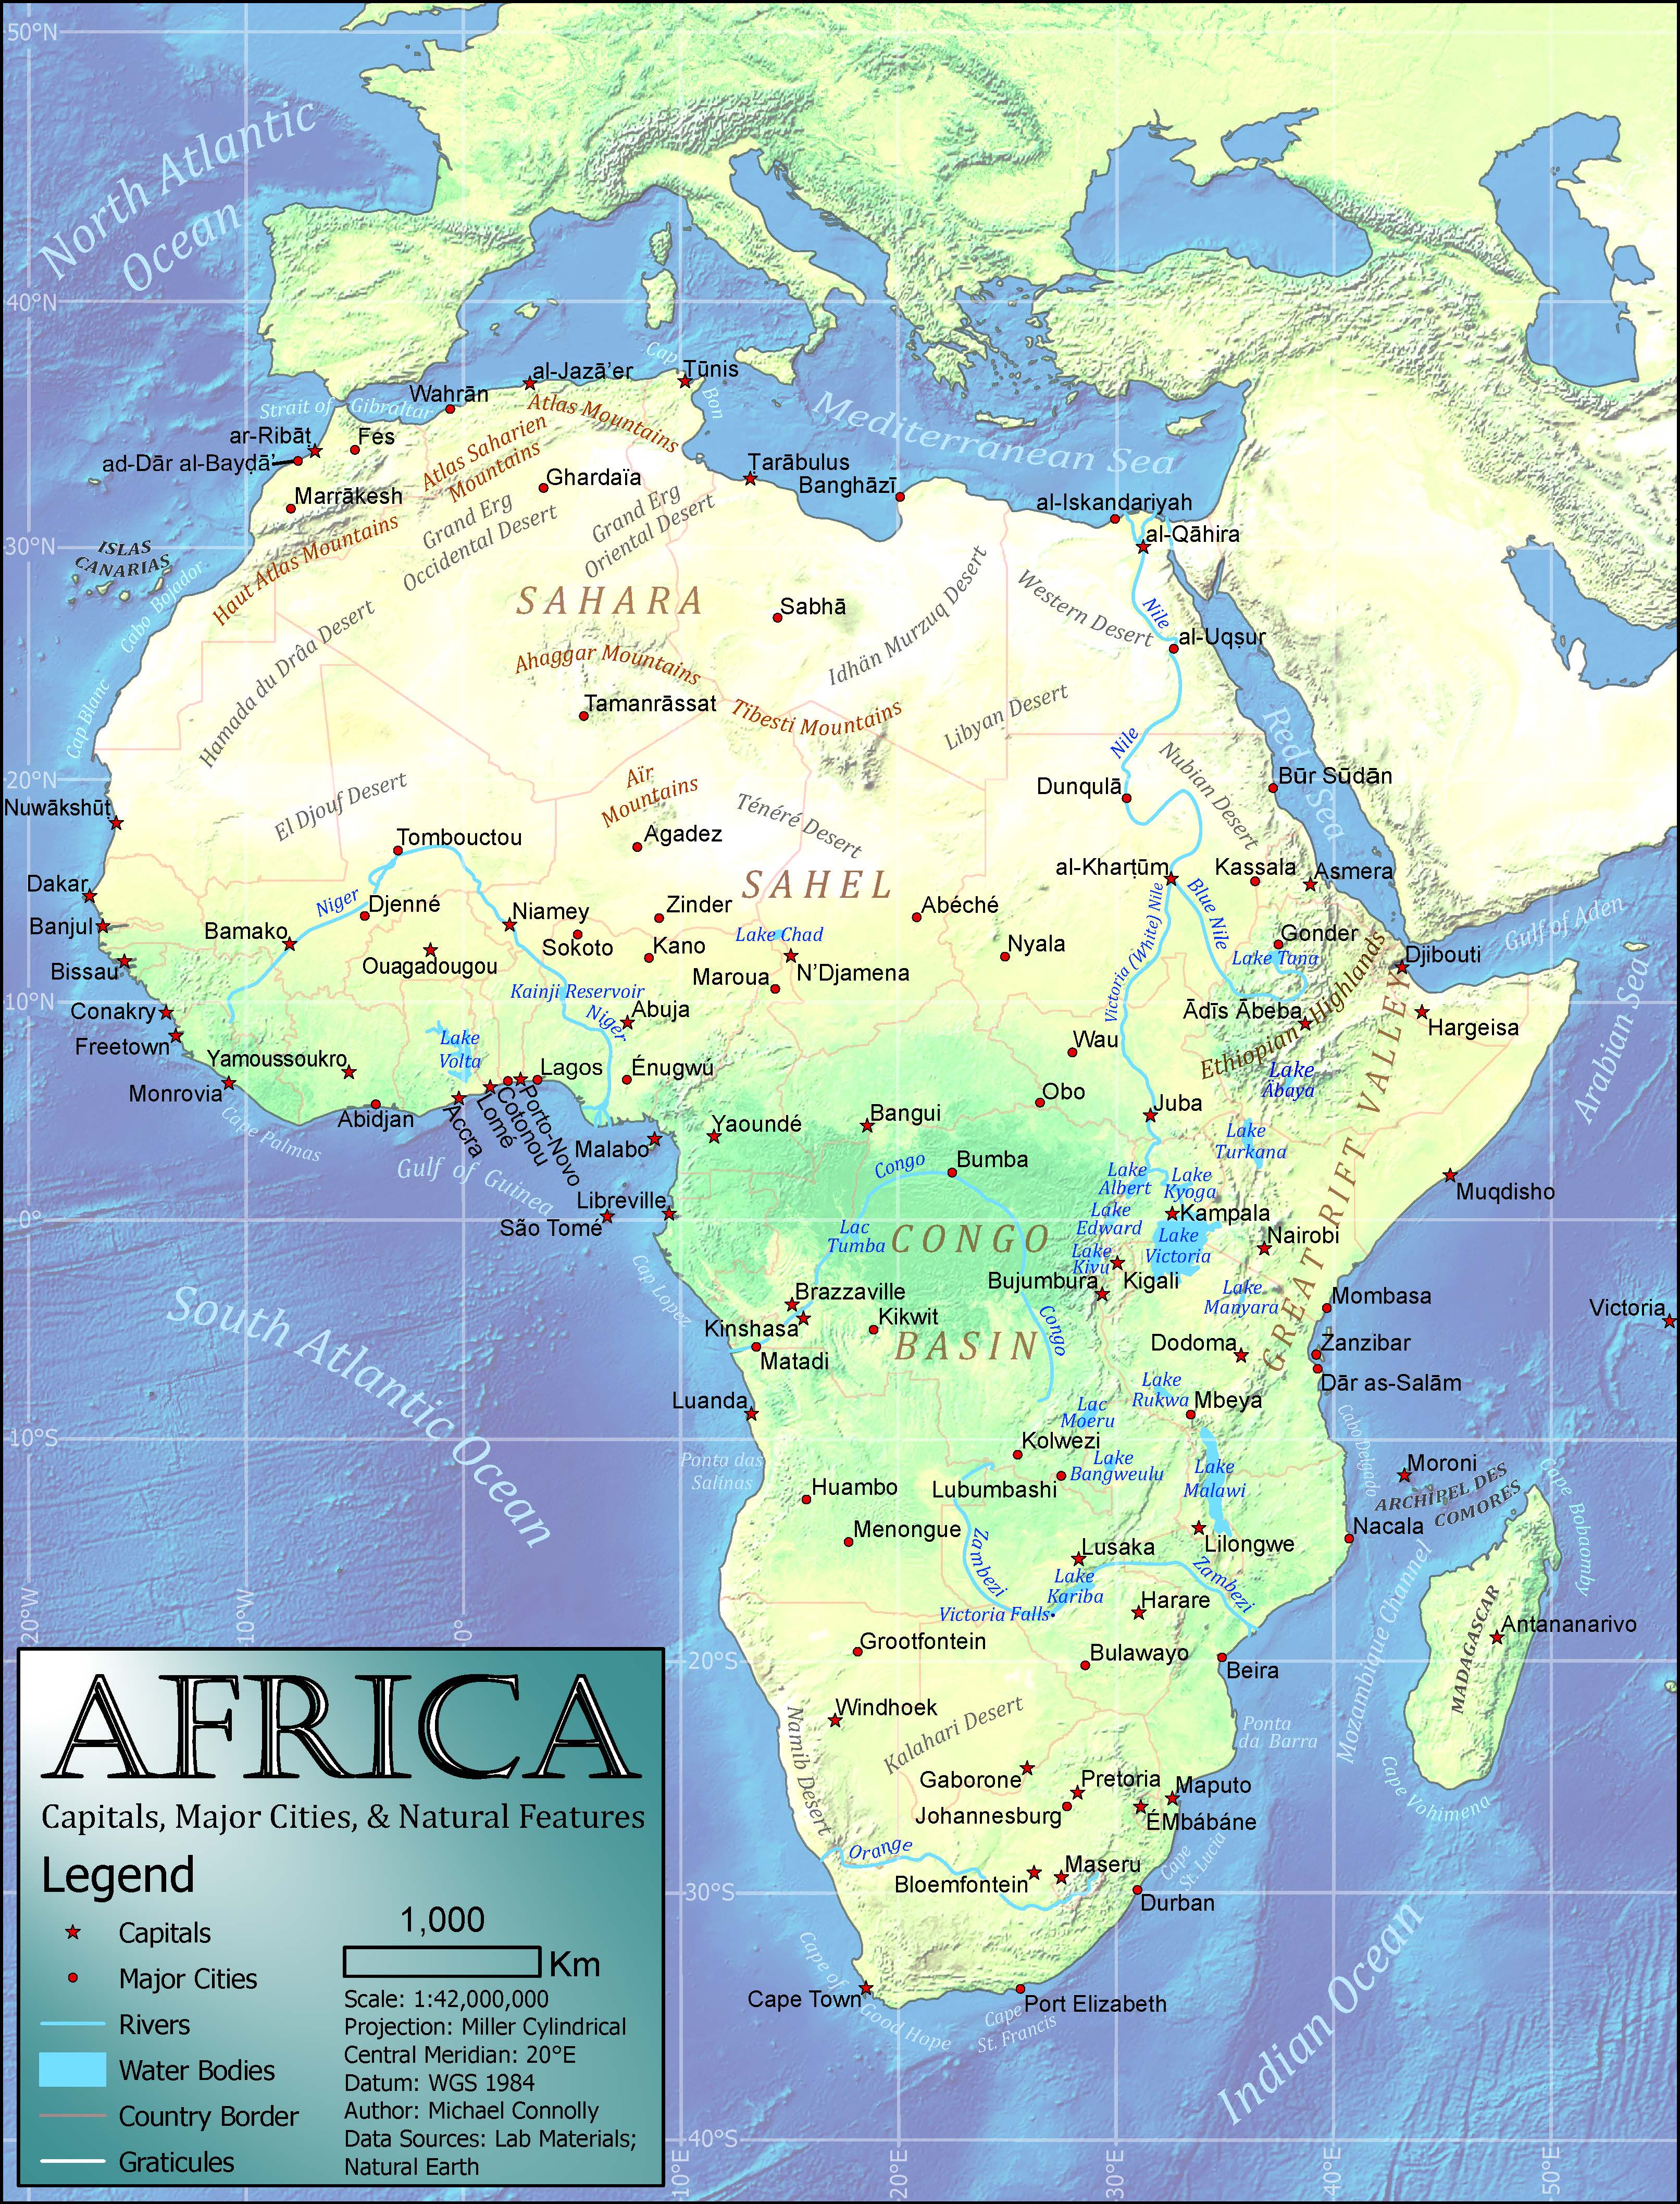 50°N
North Atlantic
Ocean
40°N
Cap
Bon
al-Jazā’er
Tūnis
Wahrān
Strait of Gibraltar
Atlas Mountains
Mediterranean Sea
ar-Ribāṭ
Fes
ad-Dār al-Bayḍā’
Atlas Saharien
Mountains
Ghardaïa
Ṭarābulus
Banghāzī
Marrākesh
Grand Erg
Occidental Desert
Grand Erg
Oriental Desert
al-Iskandariyah
al-Qāhira
30°N
ISLAS
CANARIAS
Haut Atlas Mountains
Cabo Bojador
SAHARA
Sabhā
Idhän Murzuq Desert
Western Desert
Nile
al-Uqṣur
Hamada du Drâa Desert
Ahaggar Mountains
Tamanrāssat
Tibesti Mountains
Libyan Desert
Cap Blanc
Nile
Red Sea
20°N
Aïr
Mountains
Nubian Desert
Dunqulā
Būr Sūdān
Nuwākshūṭ
El Djouf Desert
Ténéré Desert
Tombouctou
Agadez
SAHEL
al-Kharṭūm
Kassala
Asmera
Dakar
Niger
Djenné
Niamey
Zinder
Abéché
Blue Nile
Gulf of Aden
Banjul
Bamako
Sokoto
Kano
Lake Chad
Nyala
Victoria (White) Nile
Gonder
Lake Tana
Djibouti
Bissau
Ouagadougou
Maroua
N’Djamena
Arabian Sea
10°N
Kainji Reservoir
Niger
Abuja
Conakry
Ādīs Ābeba
Ethiopian Highlands
Hargeisa
Freetown
Lake
Volta
Wau
Yamoussoukro
Lagos
Énugwú
Lake
Äbaya
Monrovia
Obo
Juba
Abidjan
Accra
Lomé
Cotonou
Porto-Novo
Yaoundé
Bangui
GREAT RIFT VALLEY
Cape Palmas
Malabo
Lake
Turkana
Gulf of Guinea
Congo
Bumba
Lake
Albert
Lake
Kyoga
Muqdisho
Libreville
0°
São Tomé
Lac
Tumba
CONGO
Lake
Edward
Kampala
Lake
Victoria
Nairobi
Lake
Kivu
Kigali
Bujumbura
South Atlantic Ocean
Cap Lopez
Brazzaville
Kinshasa
Kikwit
Matadi
BASIN
Congo
Lake
Manyara
Mombasa
Victoria
Dodoma
Zanzibar
Dār as-Salām
Luanda
Lake
Rukwa
Mbeya
Lac
Moeru
Cabo Delgado
10°S
Kolwezi
Ponta das
Salinas
Lake
Bangweulu
Lake
Malawi
Moroni
ARCHIPEL DES
COMORES
Cape Bobaomby
Huambo
Lubumbashi
Menongue
Nacala
Zambezi
Lusaka
Lilongwe
Lake
Kariba
Zambezi
Mozambique Channel
20°W
10°W
0°
Victoria Falls
Harare
MADAGASCAR
Antananarivo
Grootfontein
Bulawayo
20°S
Beira
Windhoek
Namib Desert
Kalahari Desert
Ponta
da Barra
Gaborone
Pretoria
Maputo
Cape Vohimena
Johannesburg
ÉMbábáne
Orange
Cape
St. Lucia
Maseru
Bloemfontein
30°S
Durban
Indian Ocean
Cape of Good Hope
Cape Town
Cape
St. Francis
Port Elizabeth
40°S
10°E
20°E
30°E
40°E
50°E
AFRICA
Capitals, Major Cities, & Natural Features
Legend
Capitals
Major Cities
Rivers
Water Bodies
Country Border
Graticules
1,000
Km
Scale: 1:42,000,000
Projection: Miller Cylindrical
Central Meridian: 20°E
Datum: WGS 1984
Author: Michael Connolly
Data Sources: Lab Materials;
Natural Earth